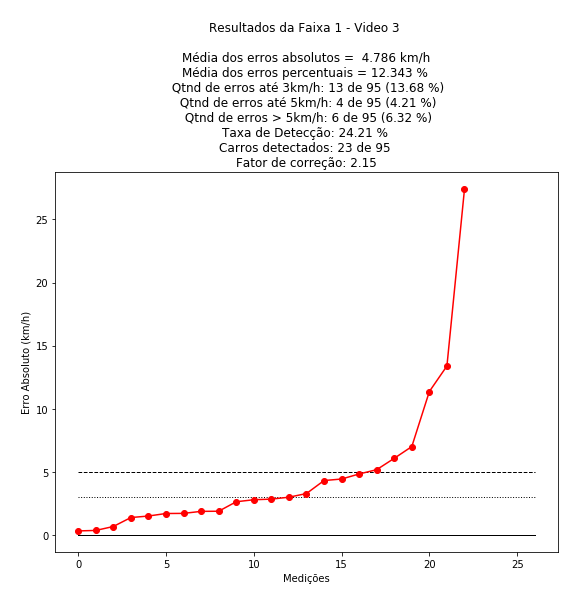 Resultados da Faixa 1 - Video 3
Média dos erros absolutos =  4.786 km/h
Média dos erros percentuais = 12.343 %
Qtnd de erros até 3km/h: 13 de 95 (13.68 %)
Qtnd de erros até 5km/h: 4 de 95 (4.21 %)
Qtnd de erros > 5km/h: 6 de 95 (6.32 %)
Taxa de Detecção: 24.21 %
Carros detectados: 23 de 95
Fator de correção: 2.15
Erro Absoluto (km/h)
25
20
15
10
5
0
0 5 10 15 20 25
Medições